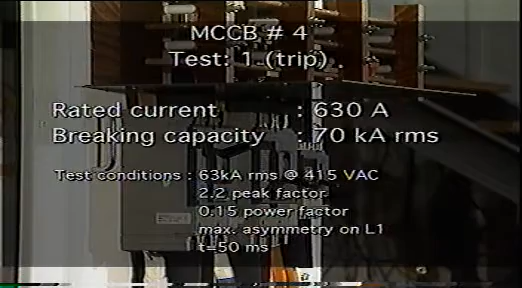 MCCB # 4
Test: 1 (trip)
Rated current : 630 A
Breaking capacity : 70 kA rms
Test conditions : 63kA rms @ 415 VAC
2.2 peak factor
0.15 power factor
max. asymmetry on L1
t=50 ms